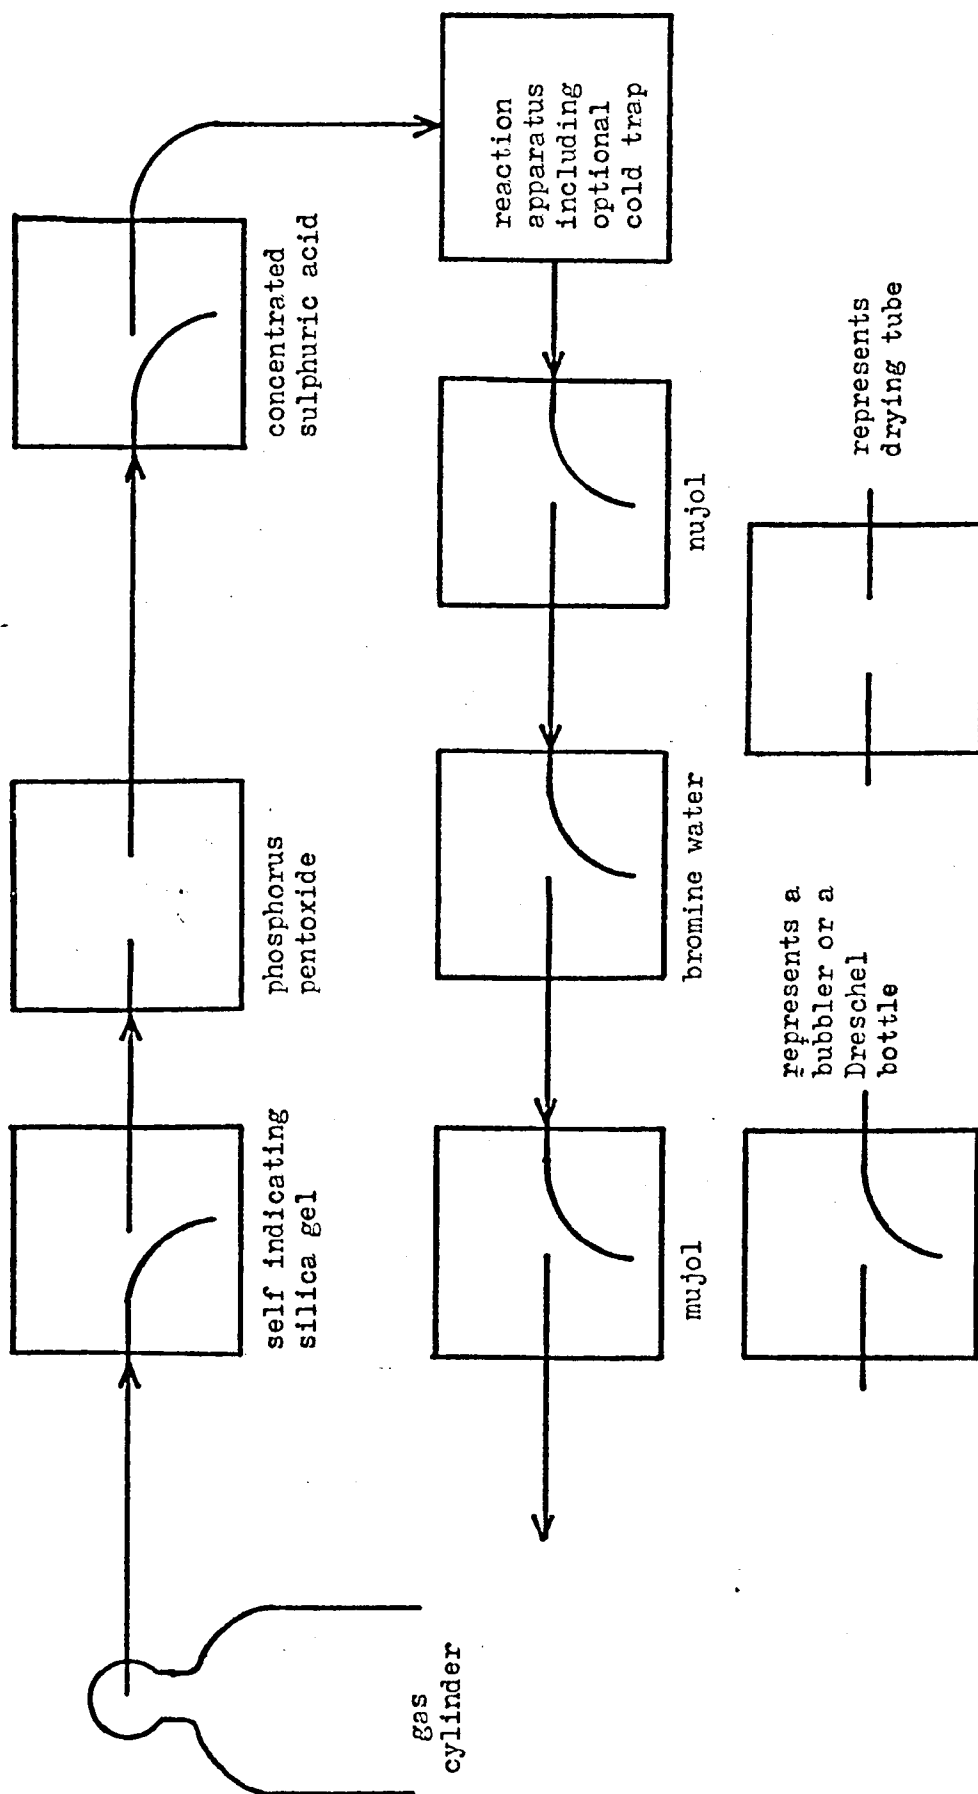 gas
cylinder
self indicating
silica gel
phosphorus
pentoxide
concentrated
sulphuric acid
reaction
apparatus
including
optional
cold trap
nujol
bromine water
mujol
represents a
bubbler or a
Dreschel
bottle
represents
drying tube